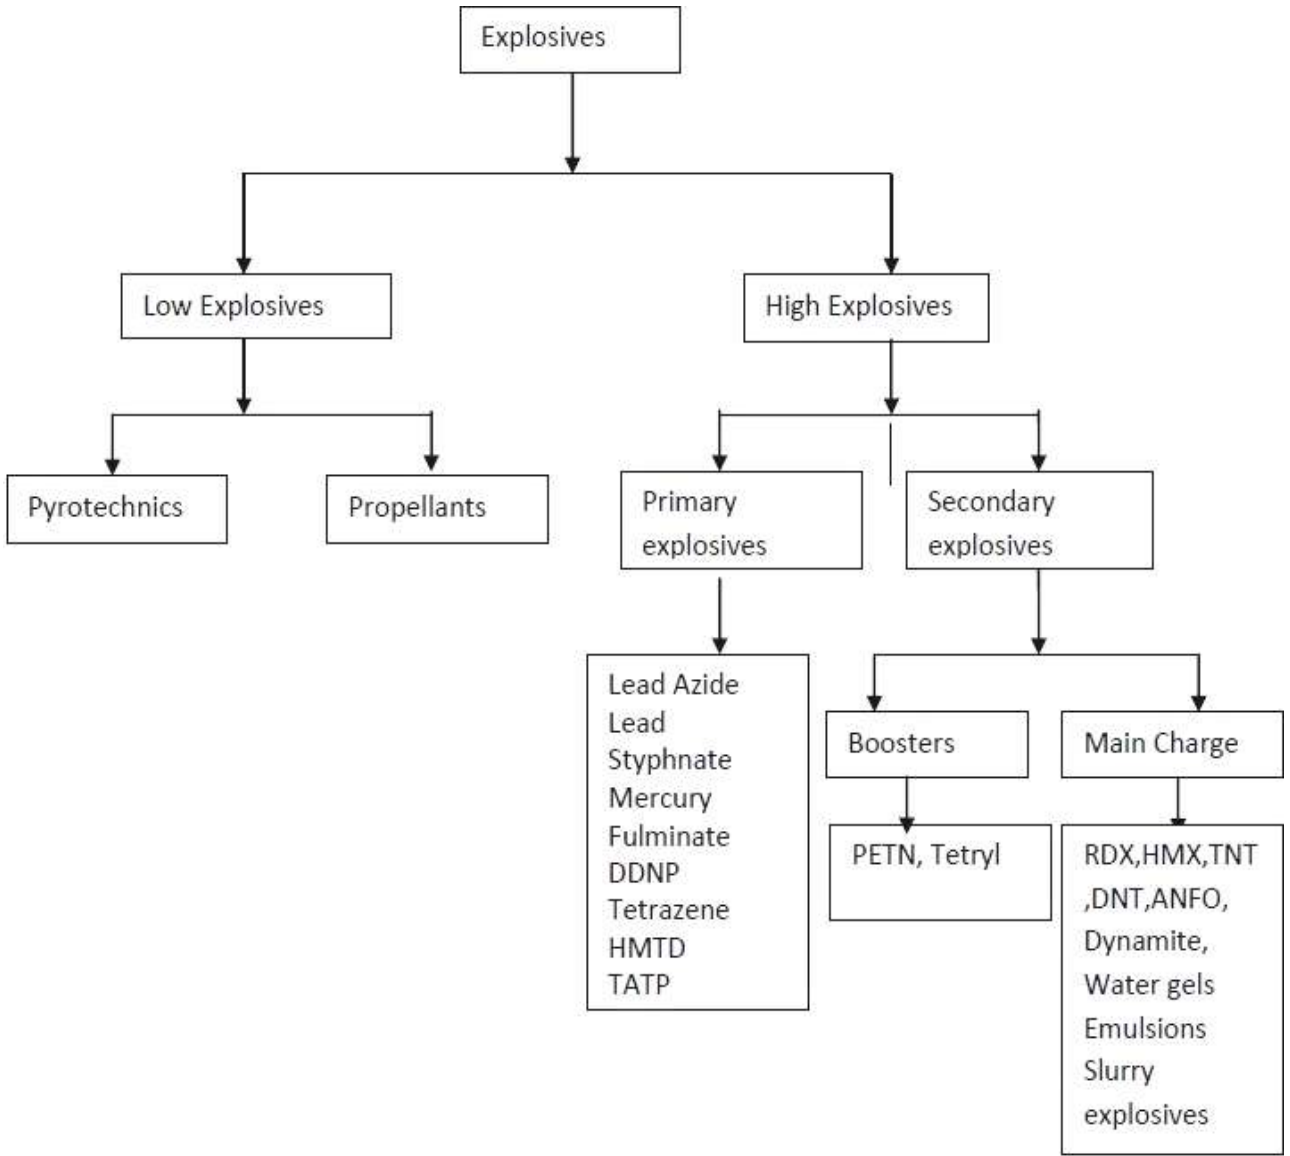 Explosives
Low Explosives
High Explosives
Pyrotechnics
Propellants
Primary
explosives
Secondary
explosives
Lead Azide
Lead
Styphnate
Mercury
Fulminate
DDNP
Tetrazene
HMTD
TATP
Boosters
Main Charge
PETN, Tetryl
RDX,HMX,TNT
,DNT,ANFO,
Dynamite,
Water gels
Emulsions
Slurry
explosives